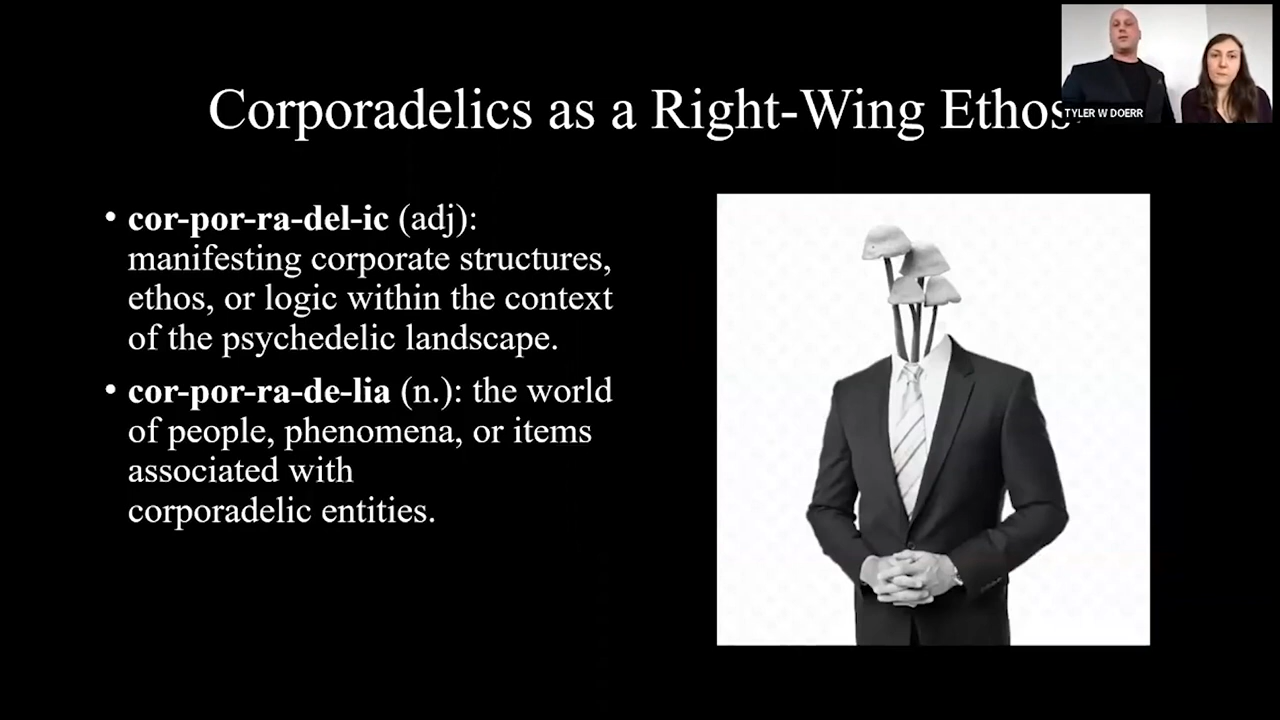 Corporadelics as a Right-Wing Ethos
TYLER W DOERR
• cor-por-ra-del-ic (adj):
manifesting corporate structures,
ethos, or logic within the context
of the psychedelic landscape.
• cor-por-ra-de-lia (n.): the world
of people, phenomena, or items
associated with
corporadelic entities.